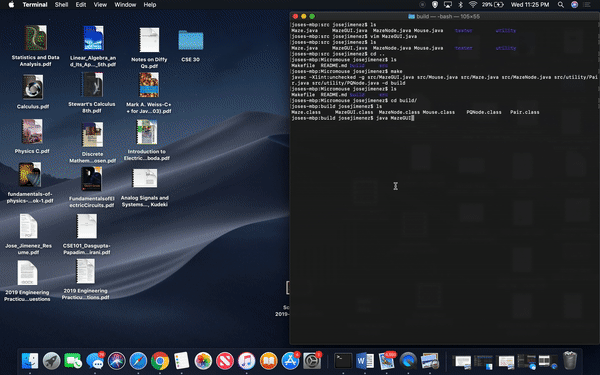 Terminal Shell Edit View Window Help
29% Wed 11:25 PM
build — -bash — 105×55
joses-mbp:src josejimenez$ ls
Maze.java MazeGUI.java MazeNode.java Mouse.java utility
joses-mbp:src josejimenez$ vim MazeGUI.java
joses-mbp:src josejimenez$ ls
Maze.java MazeGUI.java MazeNode.java Mouse.java utility
joses-mbp:src josejimenez$ cd ..
joses-mbp:Micromouse josejimenez$ ls
Makefile README.md build src
joses-mbp:Micromouse josejimenez$ make
javac -Xlint:unchecked -g src/MazeGUI.java src/Mouse.java src/Maze.java src/MazeNode.java src/utility/Pair.java src/utility/PQNode.java -d build
joses-mbp:Micromouse josejimenez$ ls
Makefile README.md build src
joses-mbp:Micromouse josejimenez$ cd build/
joses-mbp:build josejimenez$ ls
Maze.class MazeGUI.class MazeNode.class Mouse.class PQNode.class Pair.class
joses-mbp:build josejimenez$ java MazeGUI
Statistics and Data Analysis.pdf
Linear_Algebra_and_Its_Ap..._5th.pdf
Notes on Diffy Qs.pdf
CSE 30
Calculus.pdf
Stewart's Calculus 8th.pdf
Mark A. Weiss-C++ for Jav...03).pdf
Physics C.pdf
Discrete Mathem...osen.pdf
Introduction to Electric...boda.pdf
fundamentals-of-physics-...ok-1.pdf
FundamentalsofElectricCircuits.pdf
Analog Signals and Systems..., Kudeki
Jose_Jimenez_Resume.pdf
CSE101_Dasgupta-Papadim...irani.pdf
2019 Engineering Practicu...uestions
2019 Engineering Practicu...tions.pdf